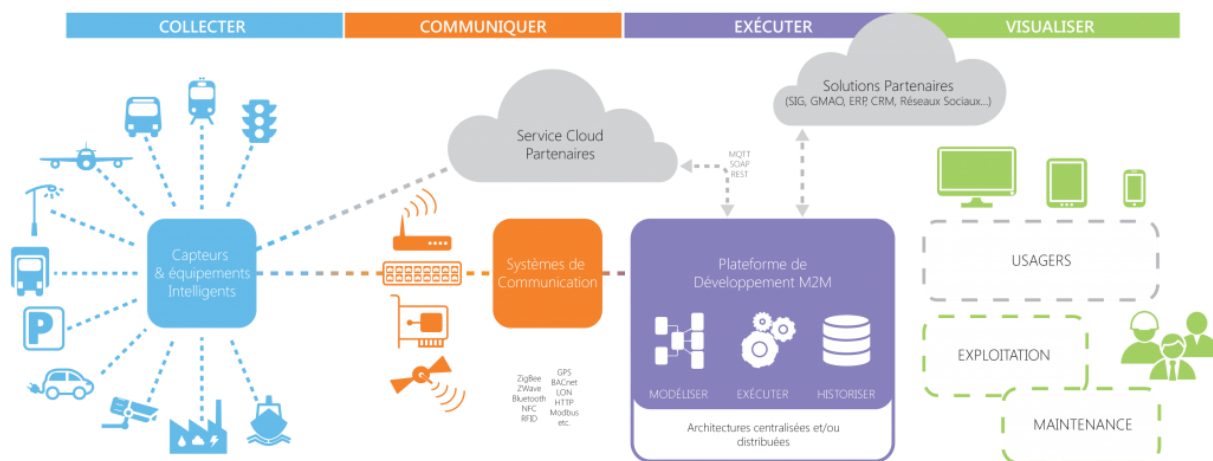 COLLECTER
COMMUNIQUER
EXÉCUTER
VISUALISER
Solutions Partenaires
(SIG, GMAO, ERP, CRM, Réseaux Sociaux...)
Service Cloud
Partenaires
MQTT
SOAP
REST
Capteurs
& équipements
Intelligents
Systèmes de
Communication
Plateforme de
Développement M2M
USAGERS
P
MODÉLISER
EXÉCUTER
HISTORISER
EXPLOITATION
ZigBee
ZWave
Bluetooth
NFC
RFID
GPS
BACnet
LON
HTTP
Modbus
etc.
Architectures centralisées et/ou
distribuées
MAINTENANCE